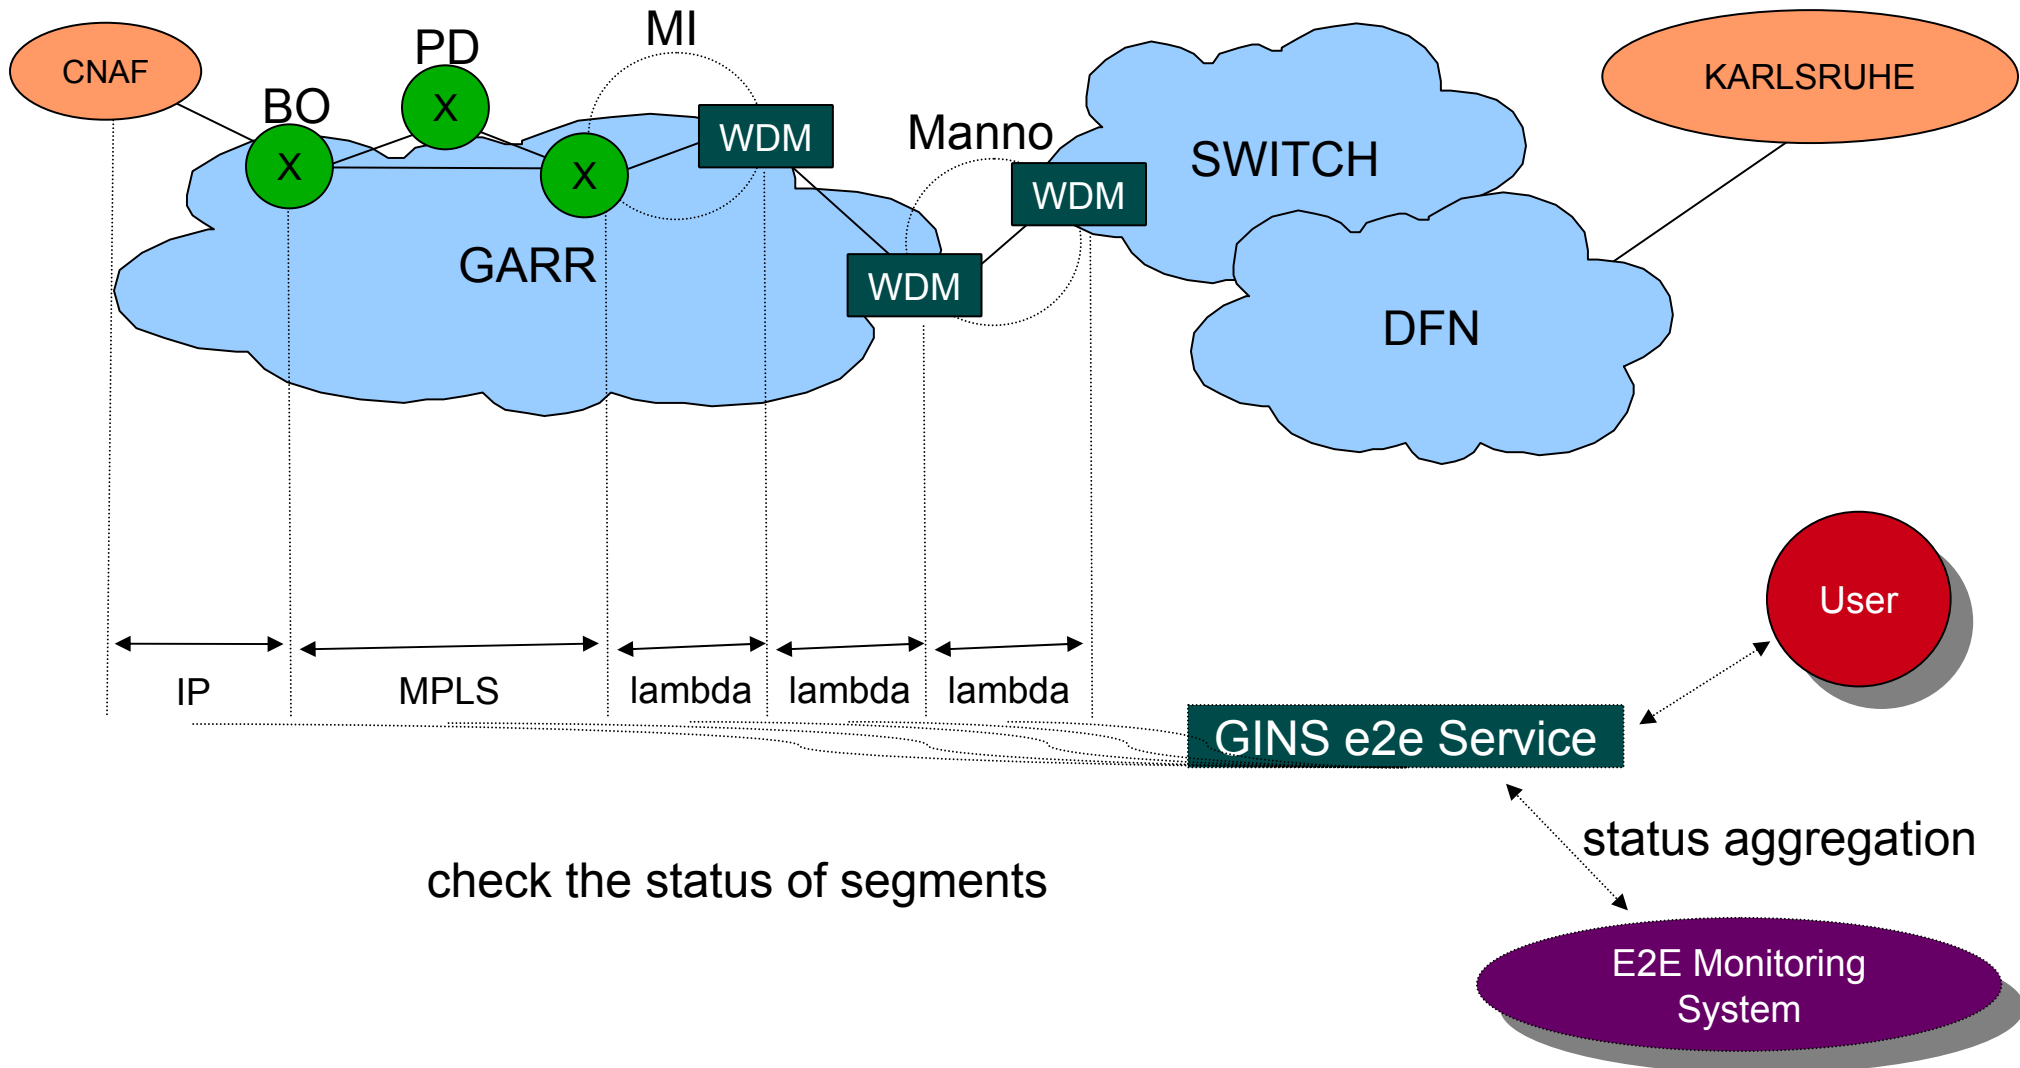 MI
PD
CNAF
KARLSRUHE
BO
X
WDM
Manno
X
X
SWITCH
WDM
GARR
WDM
DFN
User
IP
MPLS
lambda
lambda
lambda
GINS e2e Service
status aggregation
check the status of segments
E2E Monitoring
System